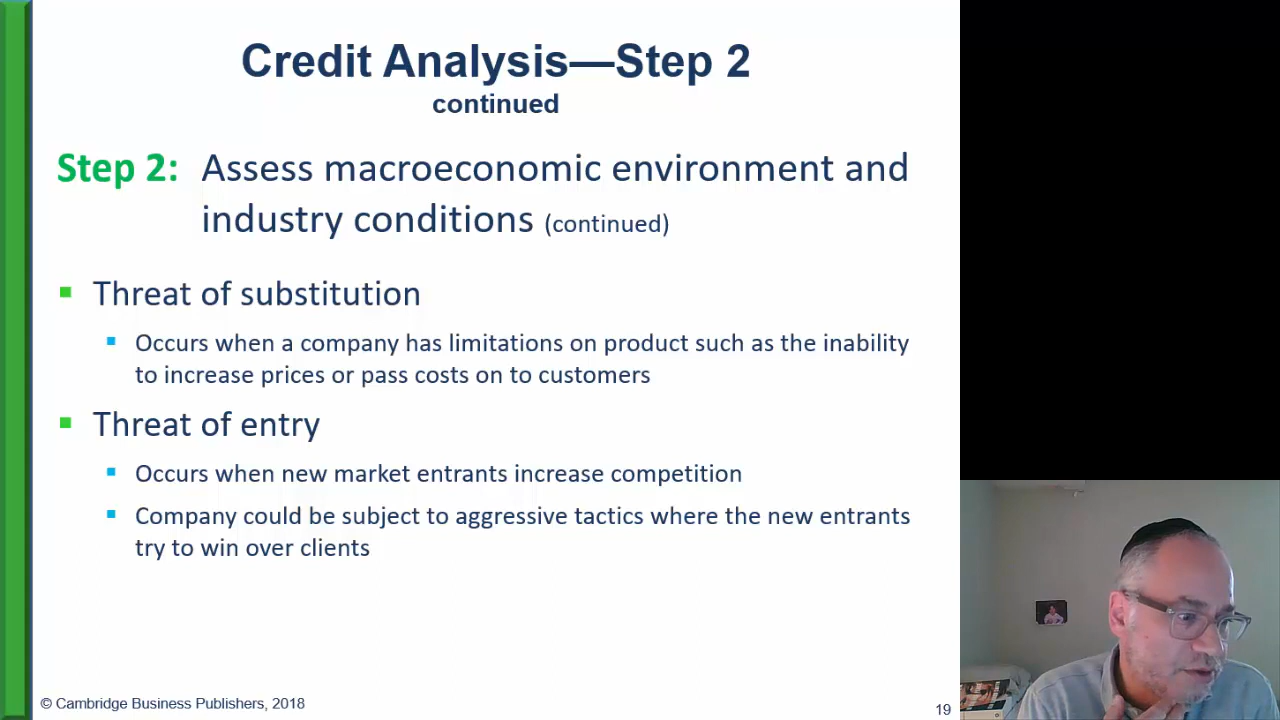 Credit Analysis—Step 2
continued
Step 2: Assess macroeconomic environment and
industry conditions (continued)
Threat of substitution
Occurs when a company has limitations on product such as the inability
to increase prices or pass costs on to customers
Threat of entry
Occurs when new market entrants increase competition
Company could be subject to aggressive tactics where the new entrants
try to win over clients
© Cambridge Business Publishers, 2018
19